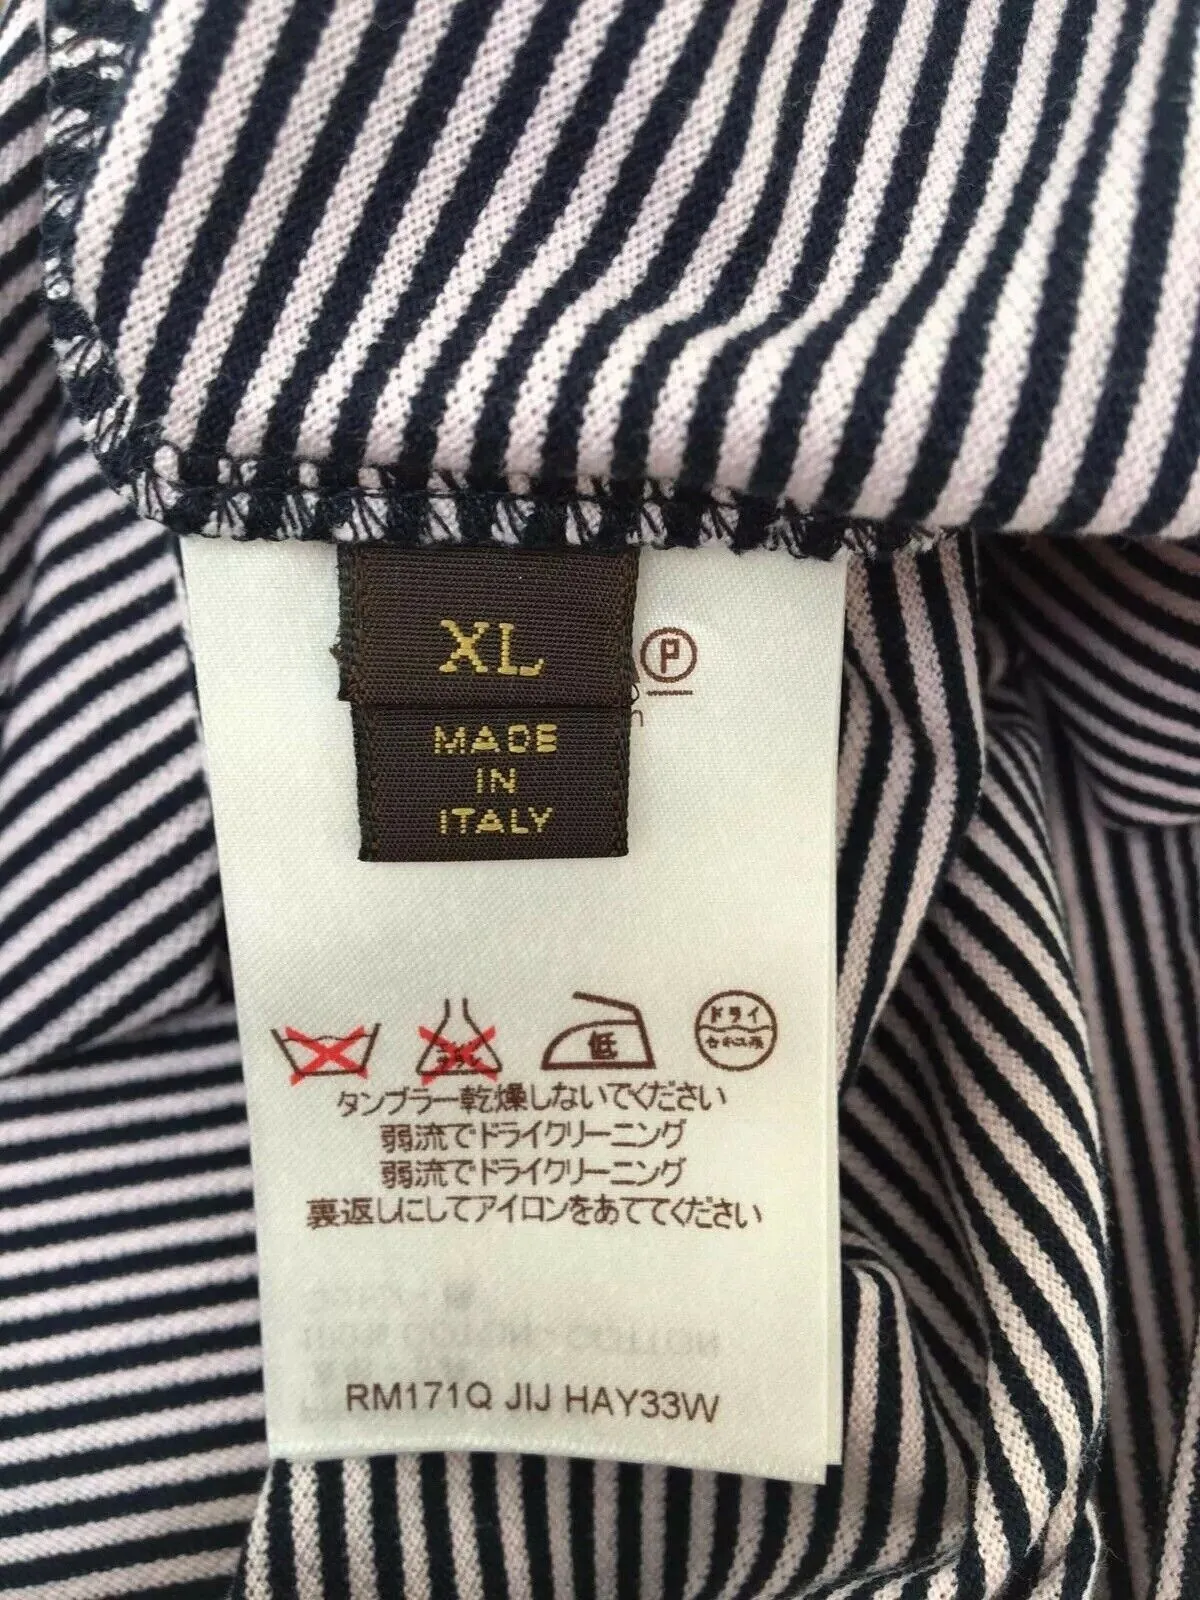 XL
P
MADE
IN
ITALY
低
ドライ
タンブラー乾燥しないでください
弱流でドライクリーニング
弱流でドライクリーニング
裏返しにしてアイロンをあててください
COTTON
RM171Q JIJ HAY33W